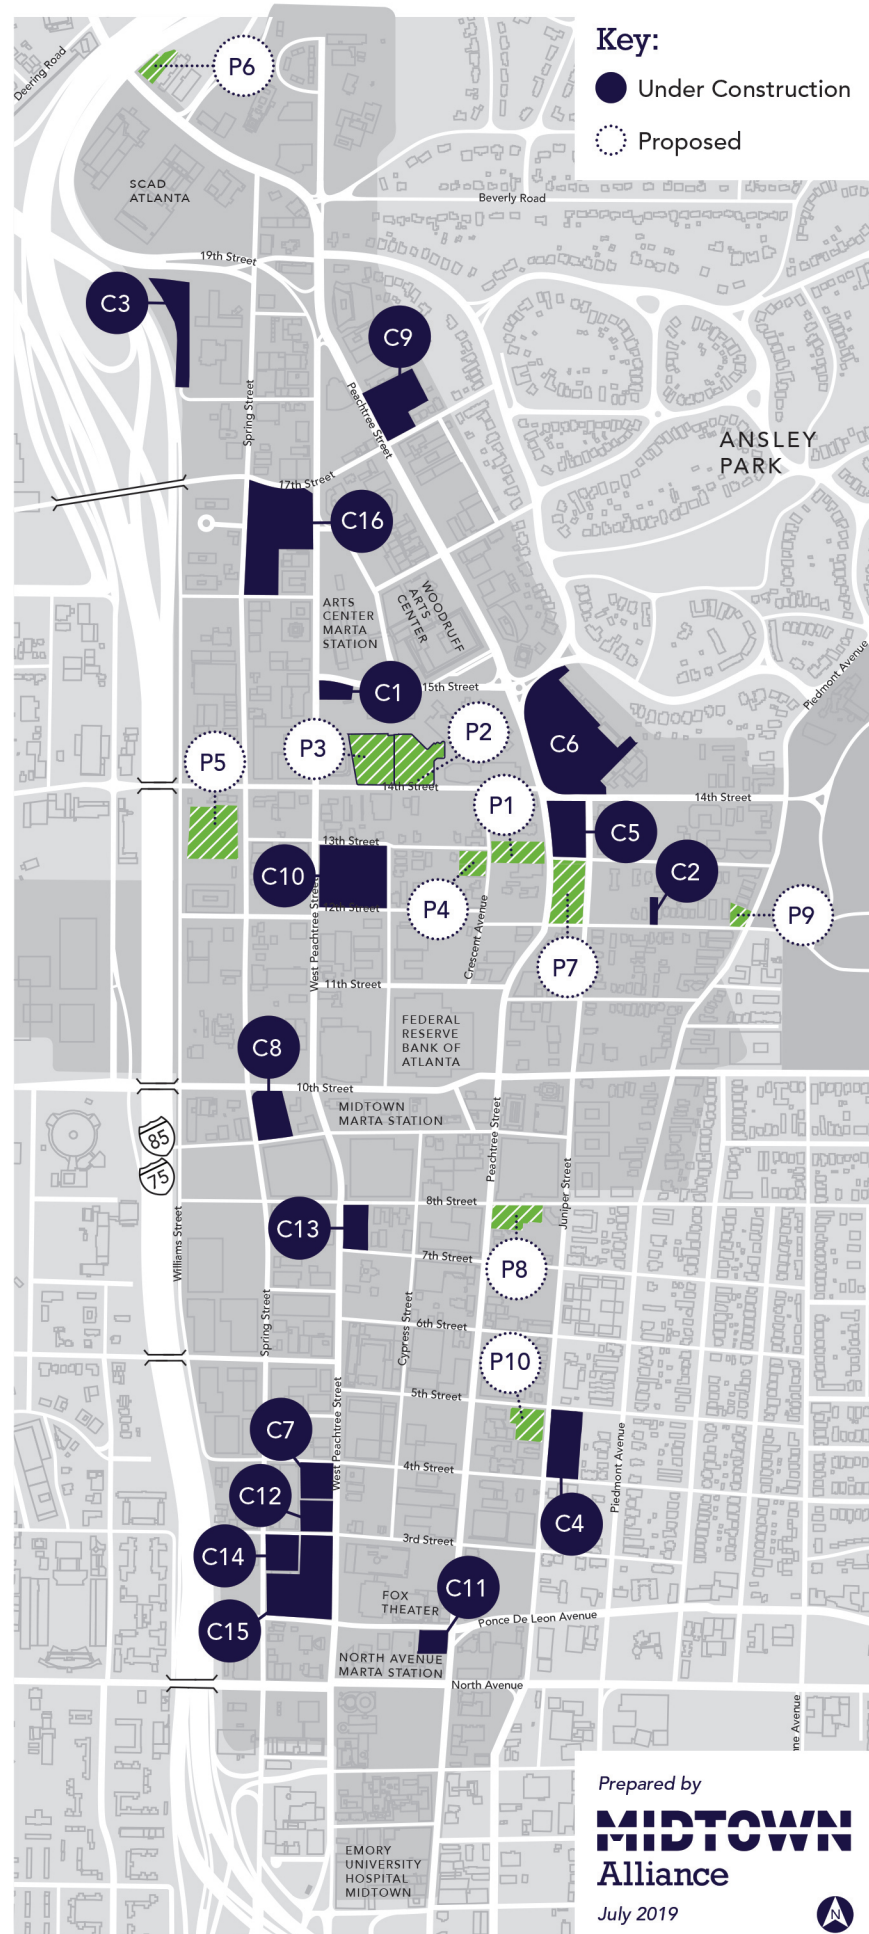 Key:
Under Construction
Proposed
P6
Deering Road
SCAD
ATLANTA
Beverly Road
19th Street
C3
C9
Spring Street
Peachtree Street
ANSLEY
PARK
17th Street
C16
ARTS
CENTER
MARTA
STATION
WOODRUFF
ARTS
CENTER
Piedmont Avenue
C1
15th Street
P5
P3
P2
C6
14th Street
14th Street
P1
13th Street
C5
C10
C2
P4
P9
West Peachtree Street
12th Street
Crescent Avenue
P7
11th Street
FEDERAL
RESERVE
BANK OF
ATLANTA
C8
10th Street
MIDTOWN
MARTA STATION
85
75
Peachtree Street
Juniper Street
8th Street
C13
Williams Street
7th Street
P8
Spring Street
Cypress Street
6th Street
P10
5th Street
West Peachtree Street
C7
Piedmont Avenue
4th Street
C12
C4
3rd Street
C14
C11
FOX
THEATER
C15
Ponce De Leon Avenue
NORTH AVENUE
MARTA STATION
North Avenue
ne Avenue
Prepared by
MIDTOWN
Alliance
July 2019
N
EMORY
UNIVERSITY
HOSPITAL
MIDTOWN